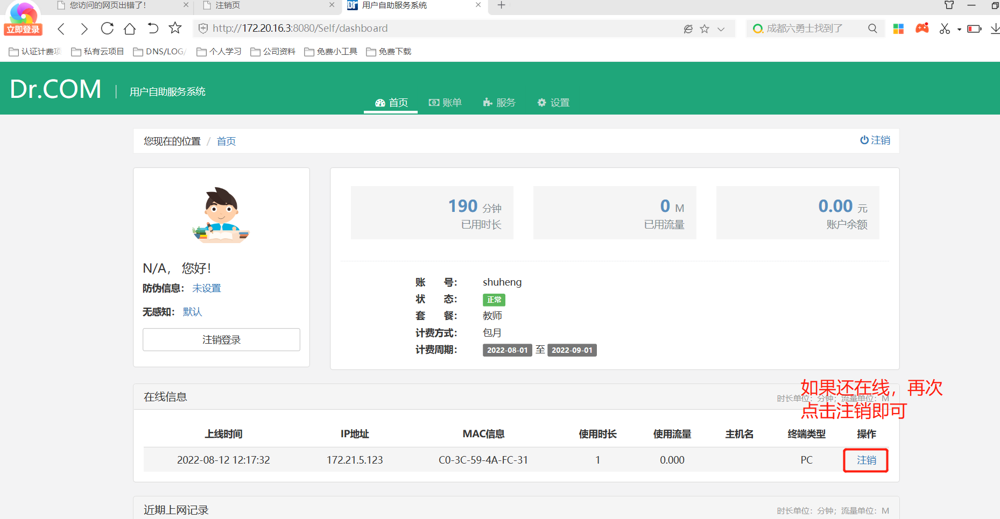 您访问的网页出错了！
注销页
用户自助服务系统
立即登录
http://172.20.16.3:8080/Self/dashboard
成都六勇士找到了
认证计费项
私有云项目
DNS/LOG/
个人学习
公司资料
免费小工具
免费下载
Dr.COM
用户自助服务系统
首页
账单
服务
设置
您现在的位置 / 首页
注销
190 分钟
已用时长
0 M
已用流量
0.00 元
账户余额
N/A， 您好！
防伪信息： 未设置
无感知： 默认
注销登录
账 号： shuheng
状 态： 正常
套 餐： 教师
计费方式： 包月
计费周期： 2022-08-01 至 2022-09-01
如果还在线，再次
点击注销即可
在线信息
时长单位：分钟；流量单位：M
上线时间 IP地址 MAC信息 使用时长 使用流量 主机名 终端类型 操作
2022-08-12 12:17:32 172.21.5.123 C0-3C-59-4A-FC-31 1 0.000 PC 注销
近期上网记录
时长单位：分钟；流量单位：M